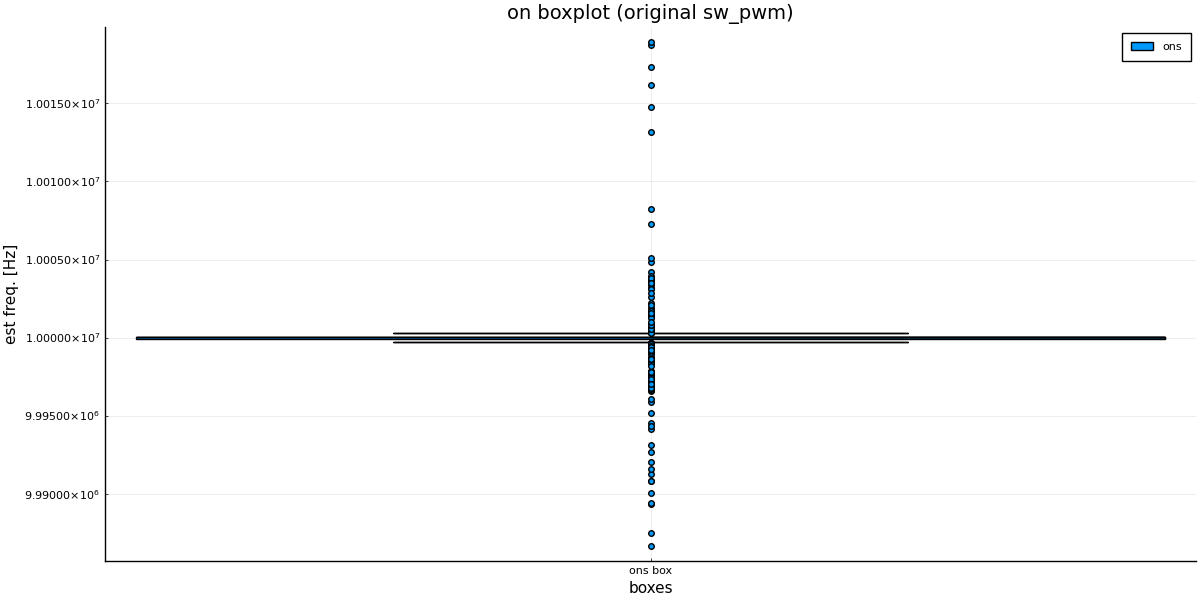 on boxplot (original sw_pwm)
ons
1.00150×10⁷
1.00100×10⁷
1.00050×10⁷
1.00000×10⁷
9.99500×10⁶
9.99000×10⁶
est freq. [Hz]
ons box
boxes